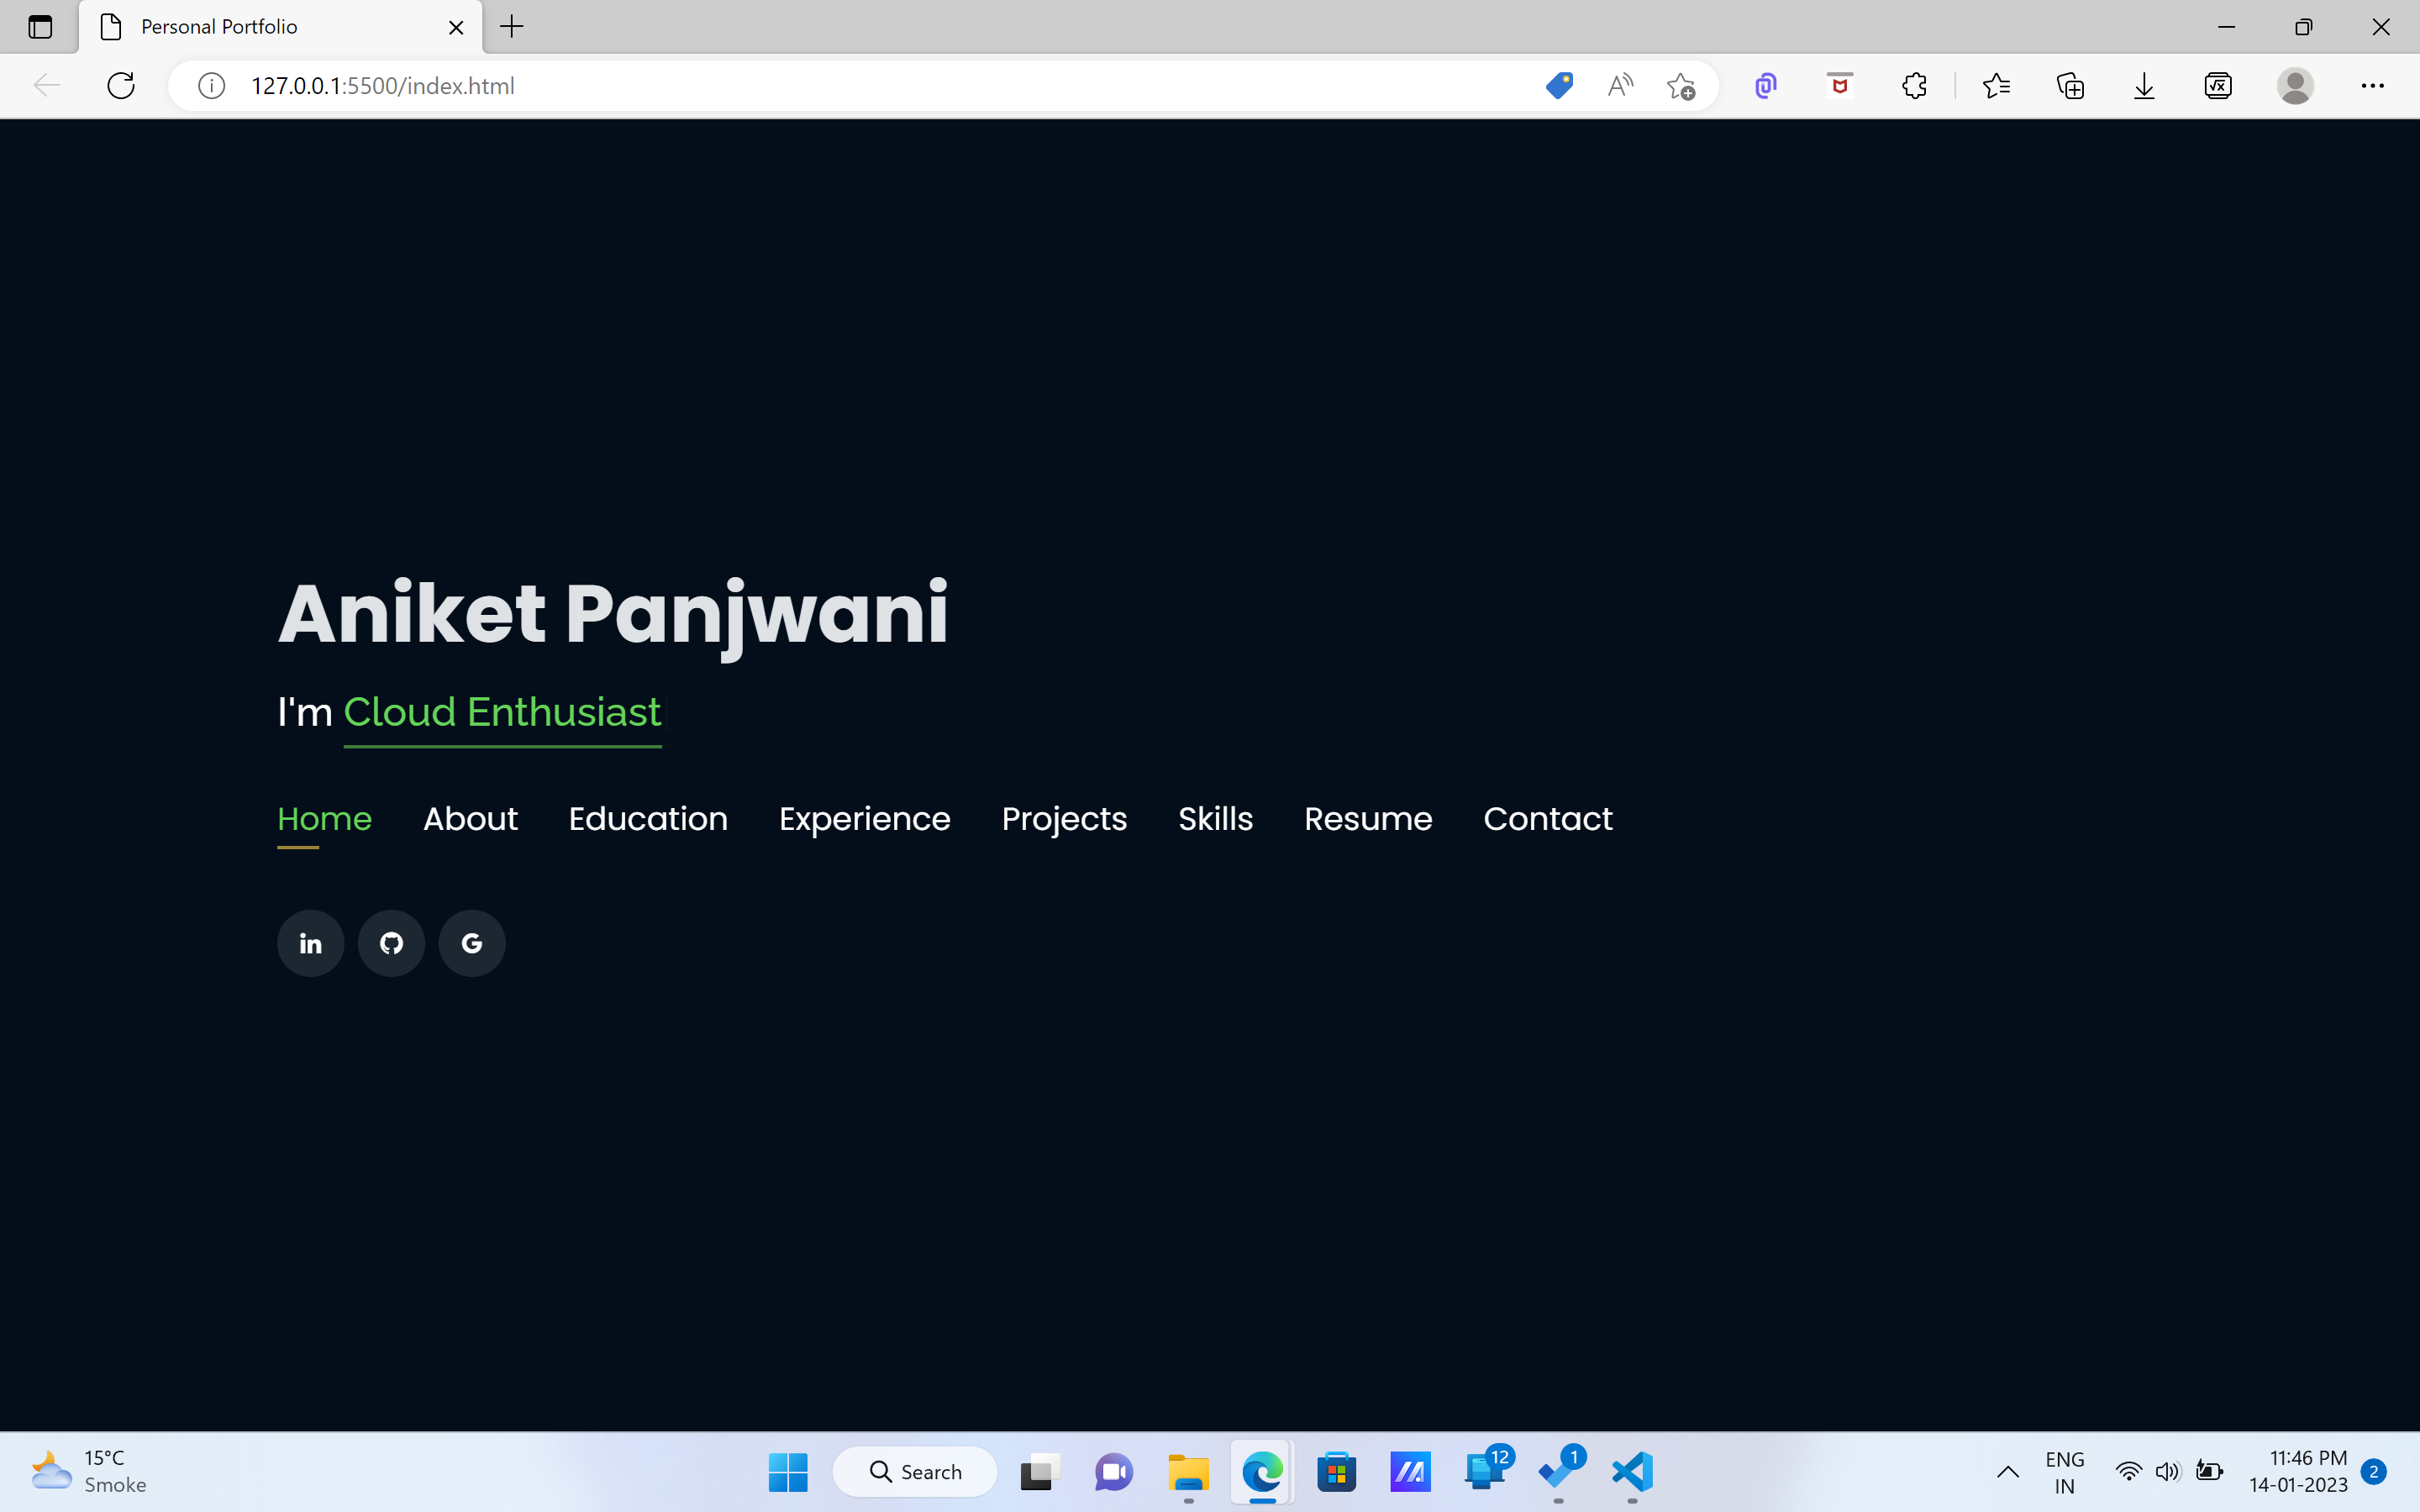 Personal Portfolio
127.0.0.1:5500/index.html
Aniket Panjwani
I'm Cloud Enthusiast
Home About Education Experience Projects Skills Resume Contact
in G
15°C
Smoke
Search
12
1
ENG
IN
11:46 PM
14-01-2023
2